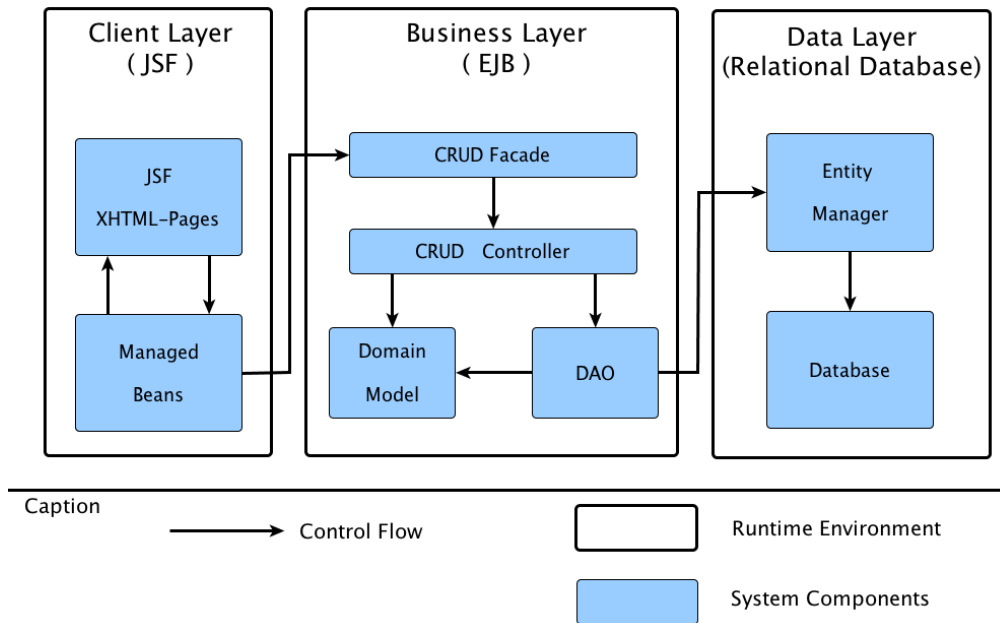 Client Layer
( JSF )
JSF
XHTML-Pages
Managed
Beans
Business Layer
( EJB )
CRUD Facade
CRUD Controller
Domain
Model
DAO
Data Layer
(Relational Database)
Entity
Manager
Database
Caption
Control Flow
Runtime Environment
System Components